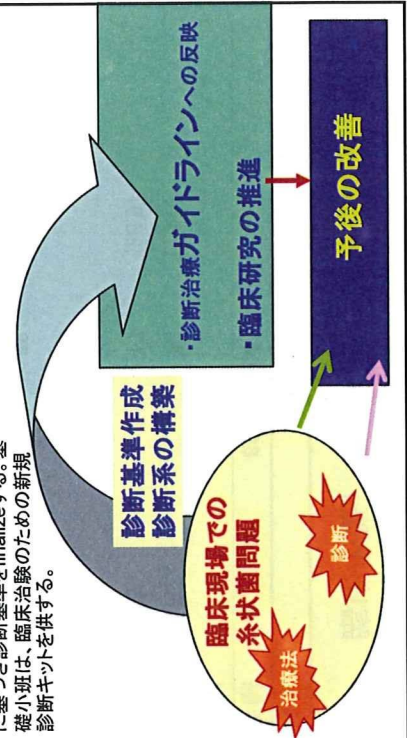 に基づき診断基準をfinalizeする。基
礎小班は、臨床治験のための新規
診断キットを供する。
診断基準作成
診断系の構築
・診断治療ガイドラインへの反映
・臨床研究の推進
臨床現場での
糸状菌問題
治療法
診断
予後の改善